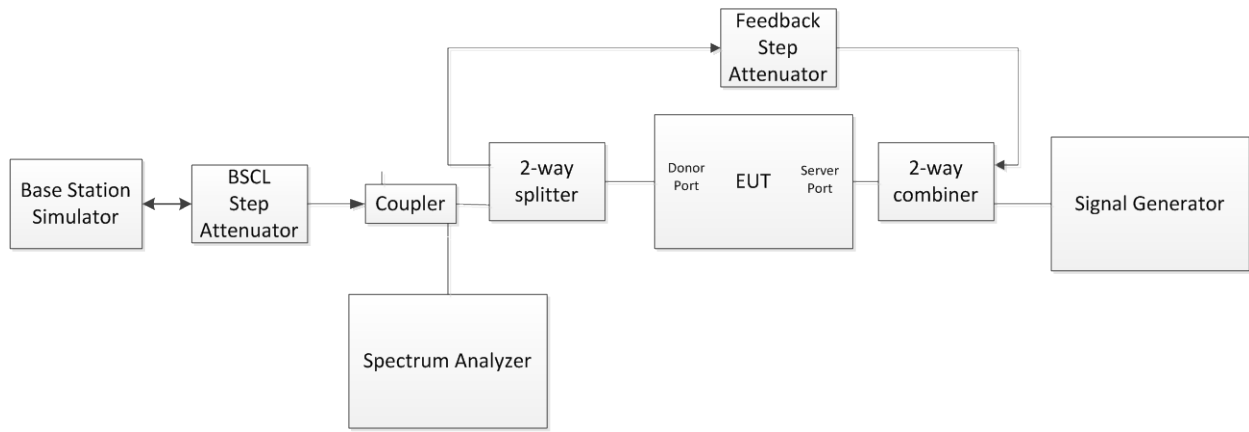 Feedback
Step
Attenuator
Base Station
Simulator
BSCL
Step
Attenuator
Coupler
2-way
splitter
Donor
Port
EUT
Server
Port
2-way
combiner
Signal Generator
Spectrum Analyzer